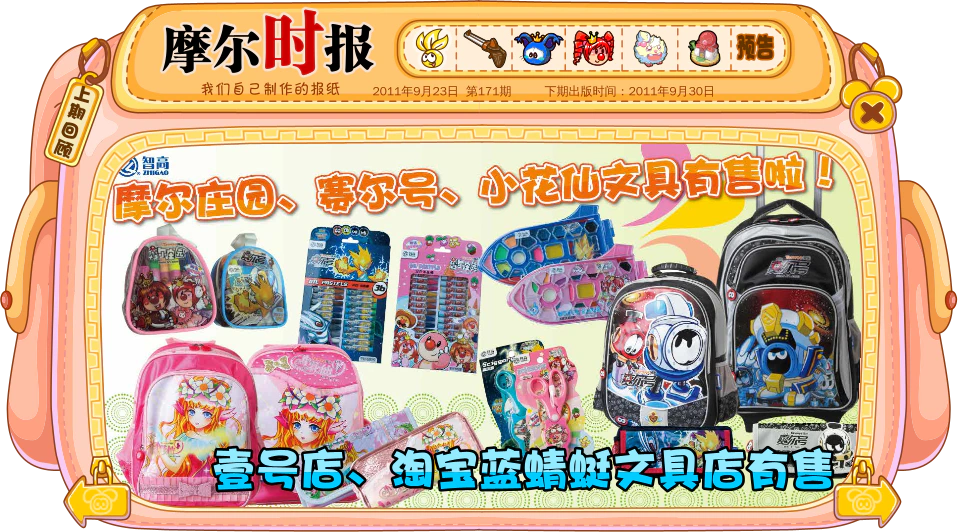 摩尔时报
预告
我们自己制作的报纸
2011年9月23日 第171期
下期出版时间：2011年9月30日
上期回顾
智高
ZHIGAO
摩尔庄园、赛尔号、小花仙文具有售啦！
壹号店、淘宝蓝蜻蜓文具店有售